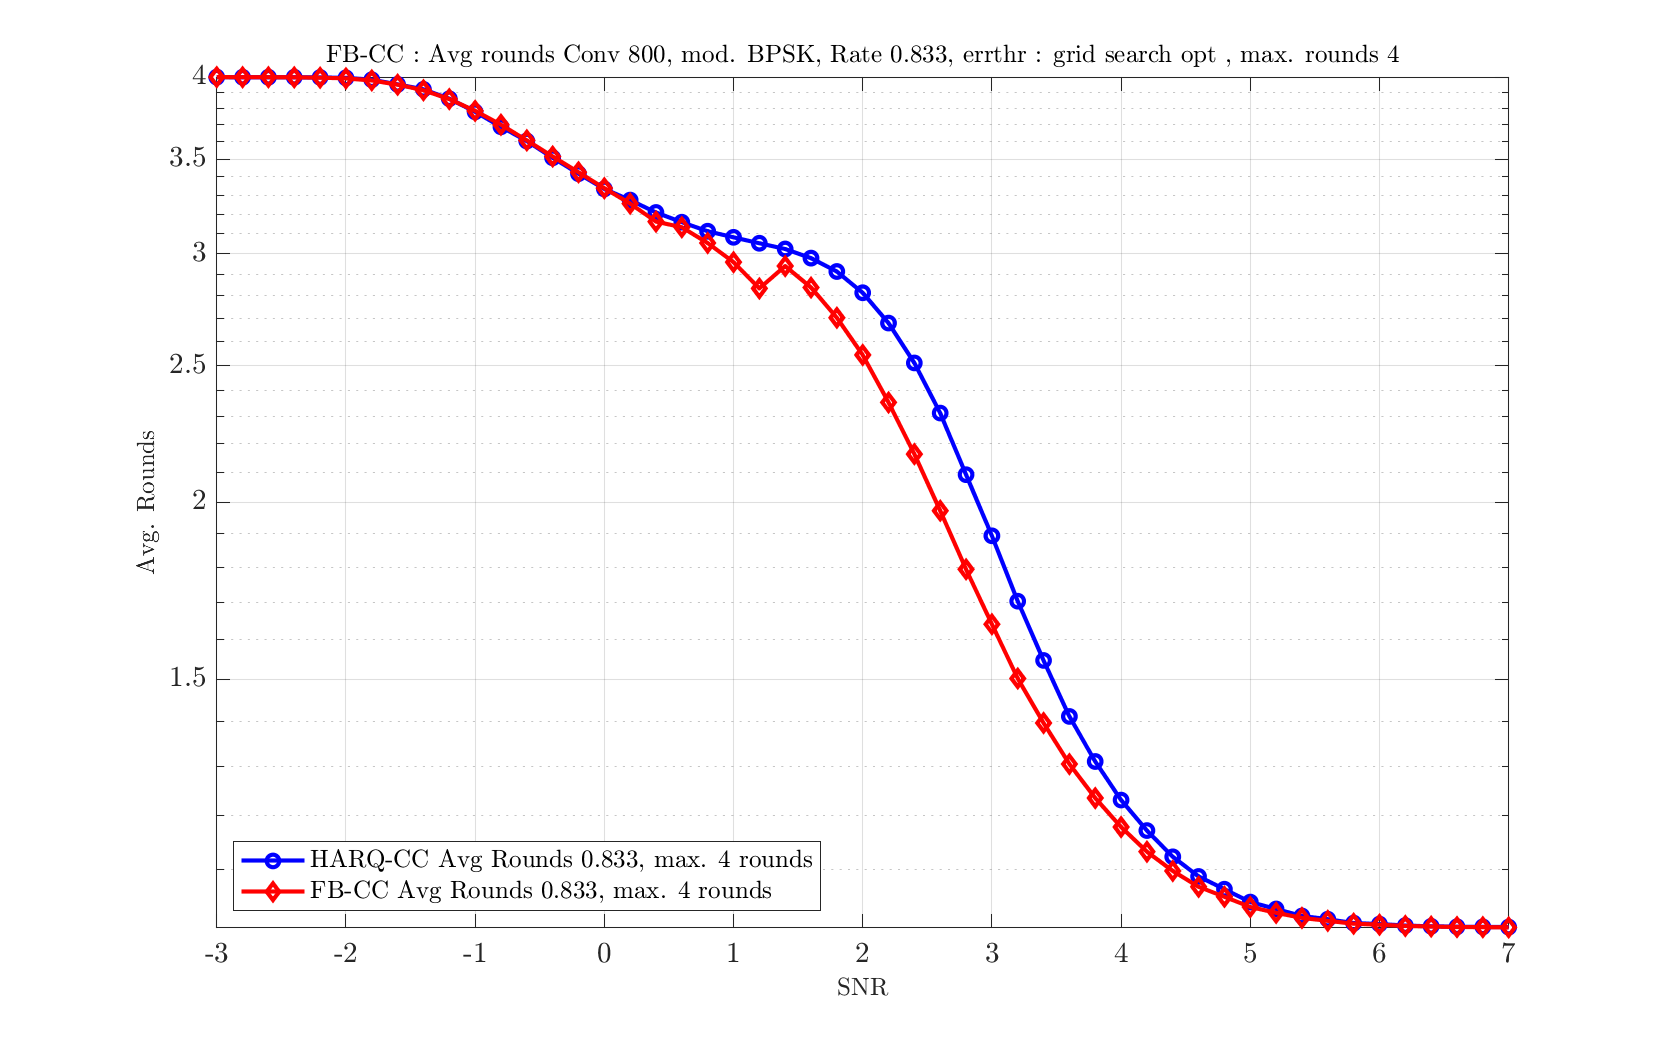 FB-CC : Avg rounds Conv 800, mod. BPSK, Rate 0.833, errthr : grid search opt , max. rounds 4
4
3.5
3
2.5
2
1.5
Avg. Rounds
HARQ-CC Avg Rounds 0.833, max. 4 rounds
FB-CC Avg Rounds 0.833, max. 4 rounds
-3 -2 -1 0 1 2 3 4 5 6 7
SNR